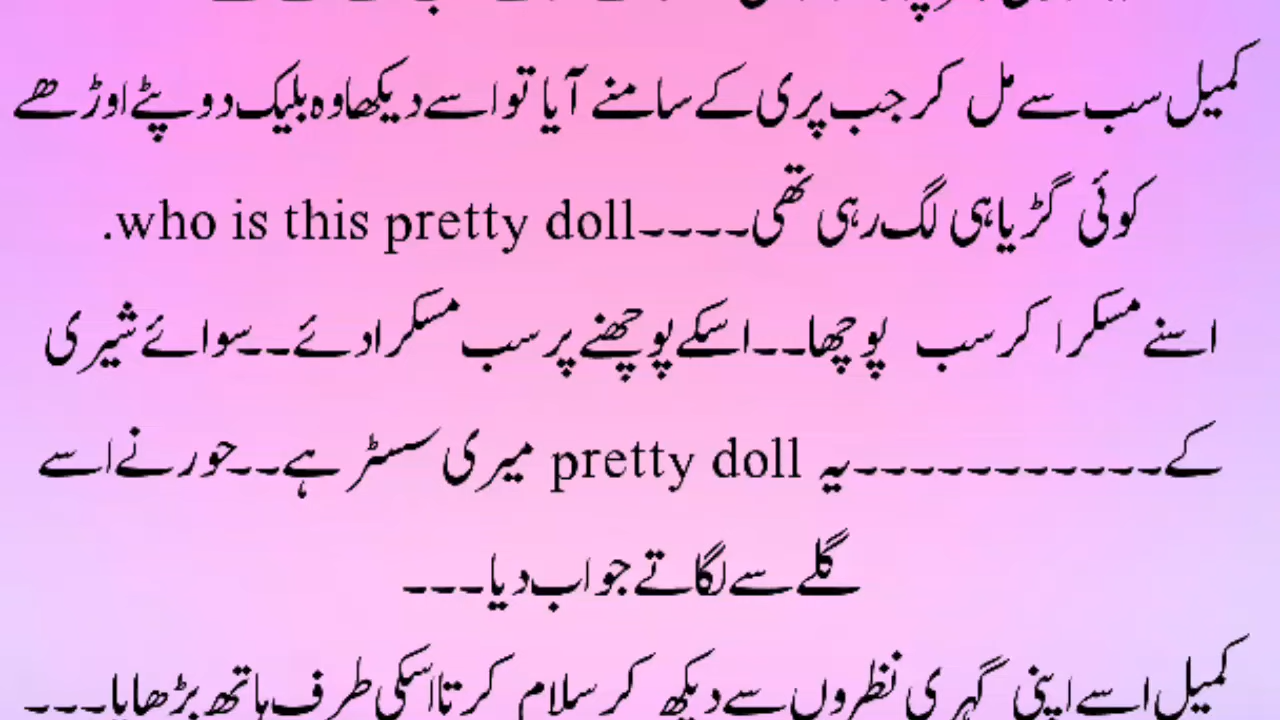 کمیل سب سے مل کر جب پری کے سامنے آیا تو اسے دیکھا وہ بلیک دوپٹے اوڑھے
کوئی گڑیا ہی لگ رہی تھی۔۔۔۔who is this pretty doll.
اسنے مسکرا کر سب پوچھا۔۔اسکے پوچھنے پر سب مسکرا دئے۔۔سوائے شیری
کے۔۔۔۔۔۔۔۔۔۔۔۔یہ pretty doll میری سسٹر ہے۔۔حور نے اسے
گلے سے لگاتے جواب دیا۔۔۔
کمیل اسے اپنی گہری نظروں سے دیکھ کر سلام کرتا اسکی طرف ہاتھ بڑھایا۔۔۔